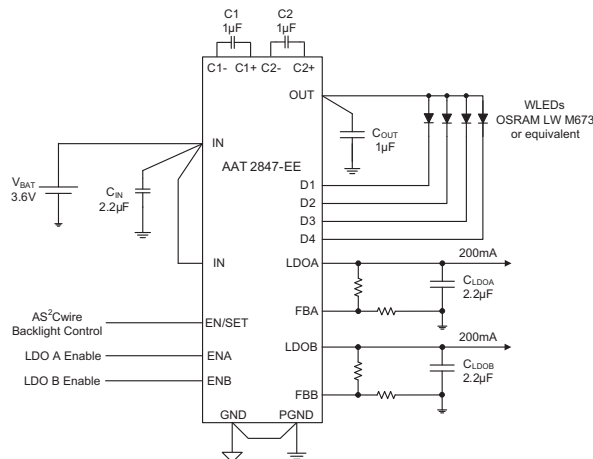 C1
1µF
C2
1µF
C1- C1+ C2- C2+
OUT
WLEDs
OSRAM LW M673
or equivalent
COUT
1µF
IN
AAT 2847-EE
VBAT
3.6V
CIN
2.2µF
D1
D2
D3
D4
IN
LDOA
200mA
CLDOA
2.2µF
FBA
AS²Cwire
Backlight Control
EN/SET
LDOB
200mA
LDO A Enable
ENA
CLDOB
2.2µF
LDO B Enable
ENB
FBB
GND PGND